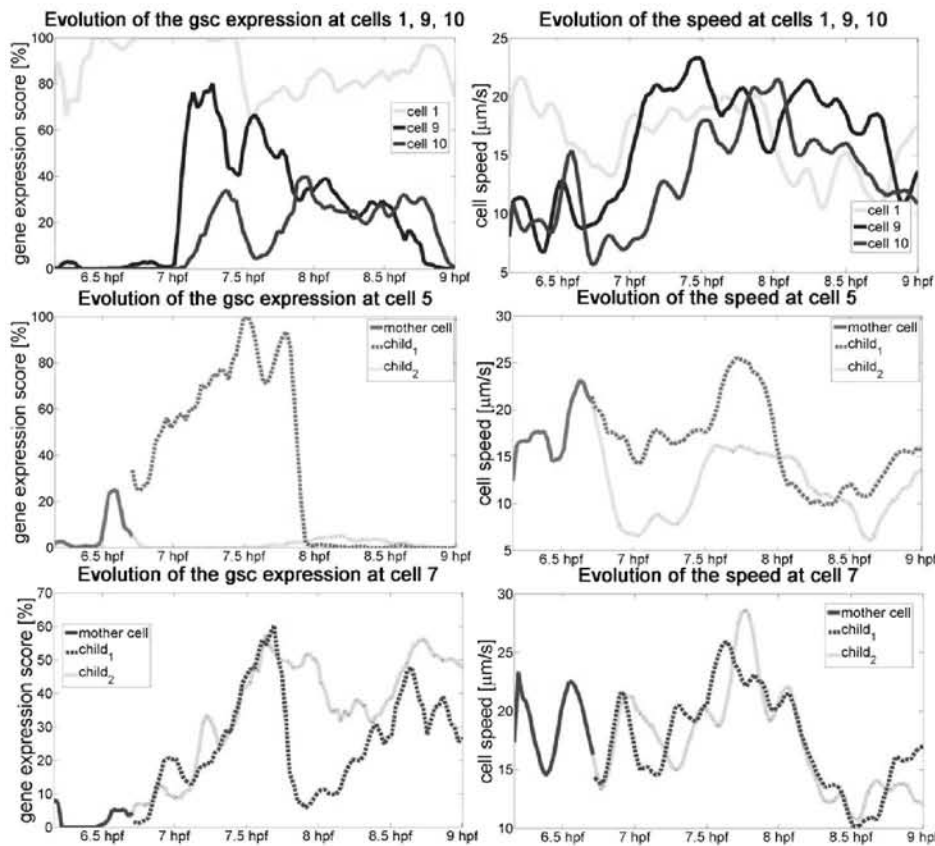 Evolution of the gsc expression at cells 1, 9, 10
gene expression score [%]
100
80
60
40
20
0
6.5 hpf 7 hpf 7.5 hpf 8 hpf 8.5 hpf 9 hpf
cell 1
cell 9
cell 10
Evolution of the speed at cells 1, 9, 10
cell speed [μm/s]
25
20
15
10
5
6.5 hpf 7 hpf 7.5 hpf 8 hpf 8.5 hpf 9 hpf
cell 1
cell 9
cell 10
Evolution of the gsc expression at cell 5
gene expression score [%]
100
80
60
40
20
0
6.5 hpf 7 hpf 7.5 hpf 8 hpf 8.5 hpf 9 hpf
mother cell
child1
child2
Evolution of the speed at cell 5
cell speed [μm/s]
30
25
20
15
10
5
6.5 hpf 7 hpf 7.5 hpf 8 hpf 8.5 hpf 9 hpf
mother cell
child1
child2
Evolution of the gsc expression at cell 7
gene expression score [%]
70
60
50
40
30
20
10
0
6.5 hpf 7 hpf 7.5 hpf 8 hpf 8.5 hpf 9 hpf
mother cell
child1
child2
Evolution of the speed at cell 7
cell speed [μm/s]
30
25
20
15
10
6.5 hpf 7 hpf 7.5 hpf 8 hpf 8.5 hpf 9 hpf
mother cell
child1
child2